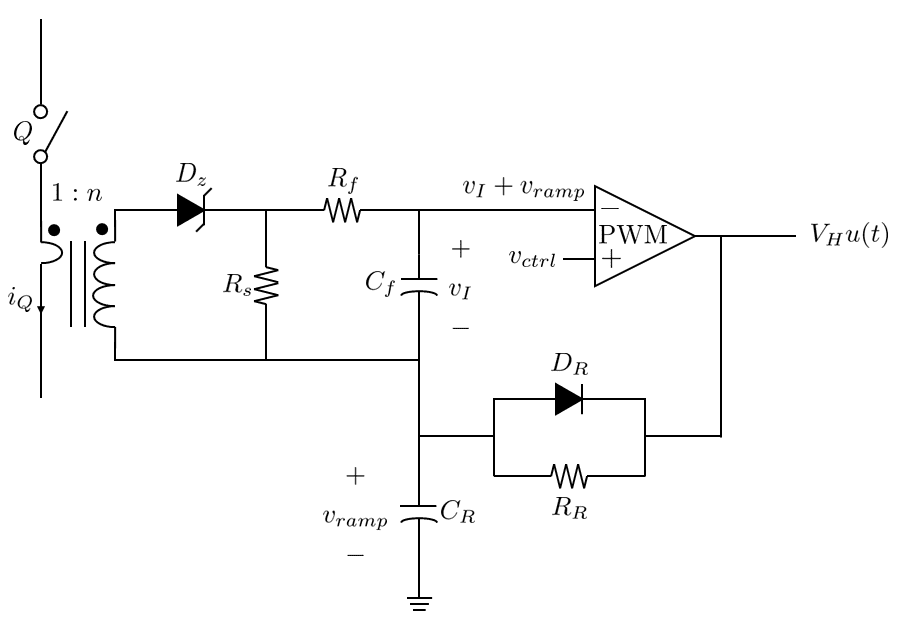 Q
1 : n
i_Q
D_z
R_s
R_f
C_f
v_I + v_{ramp}
+
v_I
−
v_{ctrl}
−
PWM
+
V_H u(t)
D_R
R_R
+
v_{ramp}
−
C_R